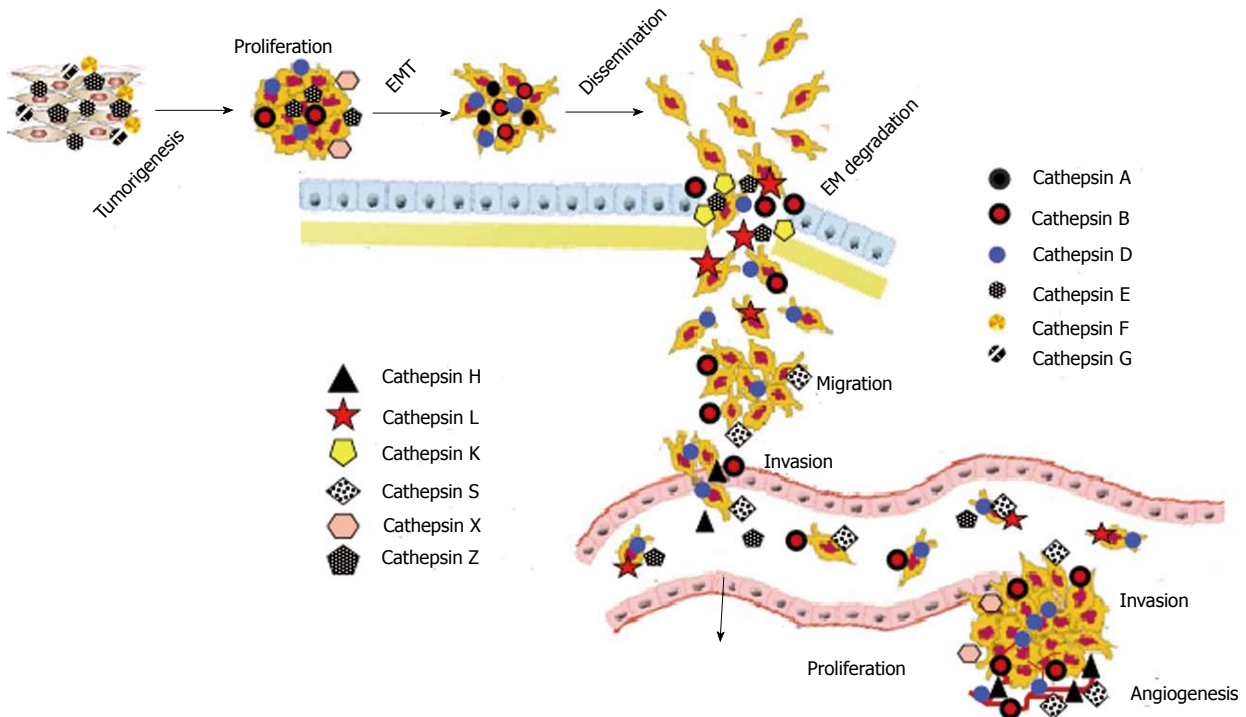 Proliferation
EMT
Dissemination
Tumorigenesis
EM degradation
Cathepsin A
Cathepsin B
Cathepsin D
Cathepsin E
Cathepsin F
Cathepsin G
Cathepsin H
Cathepsin L
Cathepsin K
Cathepsin S
Cathepsin X
Cathepsin Z
Migration
Invasion
Invasion
Proliferation
Angiogenesis